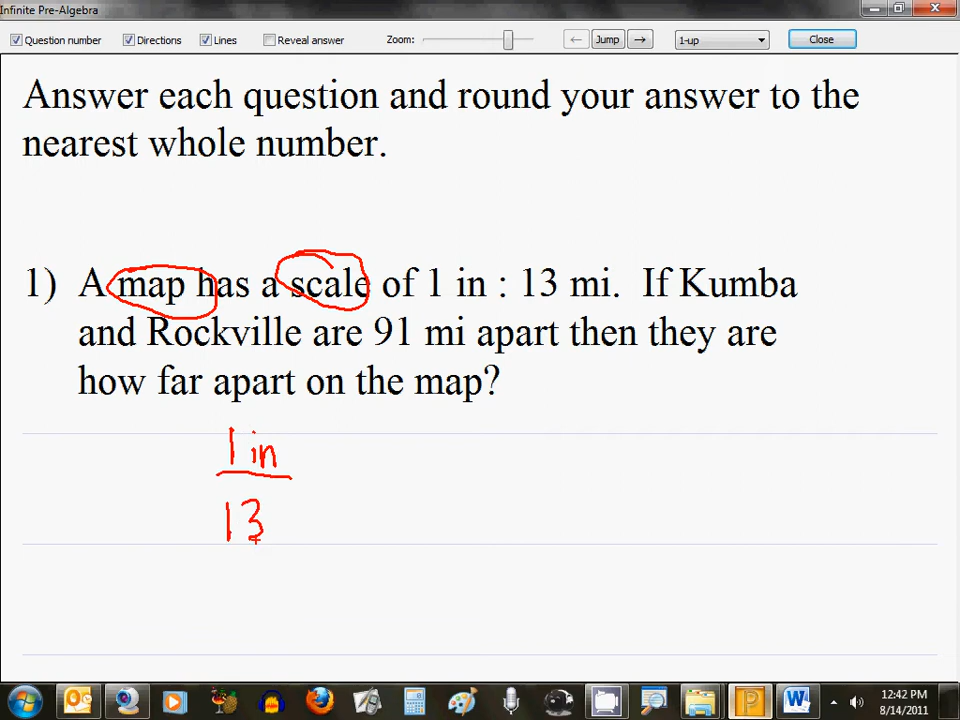 Infinite Pre-Algebra
Question number Directions Lines Reveal answer Zoom: ← Jump → 1-up Close
Answer each question and round your answer to the
nearest whole number.
1) A map has a scale of 1 in : 13 mi. If Kumba
and Rockville are 91 mi apart then they are
how far apart on the map?
1 in
13
12:42 PM
8/14/2011